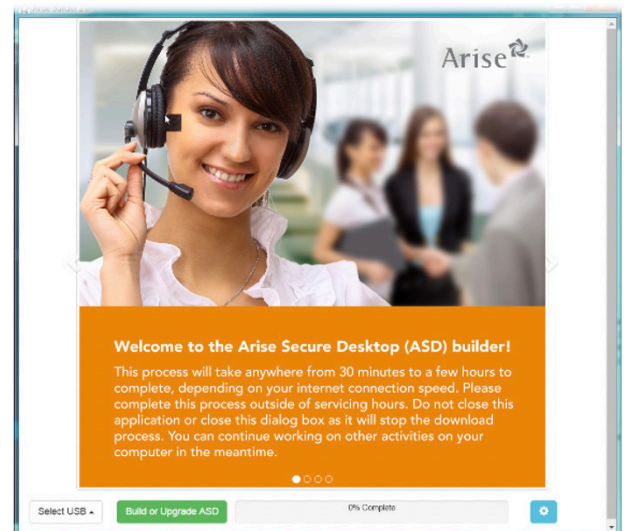 Arise
Welcome to the Arise Secure Desktop (ASD) builder!
This process will take anywhere from 30 minutes to a few hours to
complete, depending on your internet connection speed. Please
complete this process outside of servicing hours. Do not close this
application or close this dialog box as it will stop the download
process. You can continue working on other activities on your
computer in the meantime.
Select USB
Build or Upgrade ASD
0% Complete